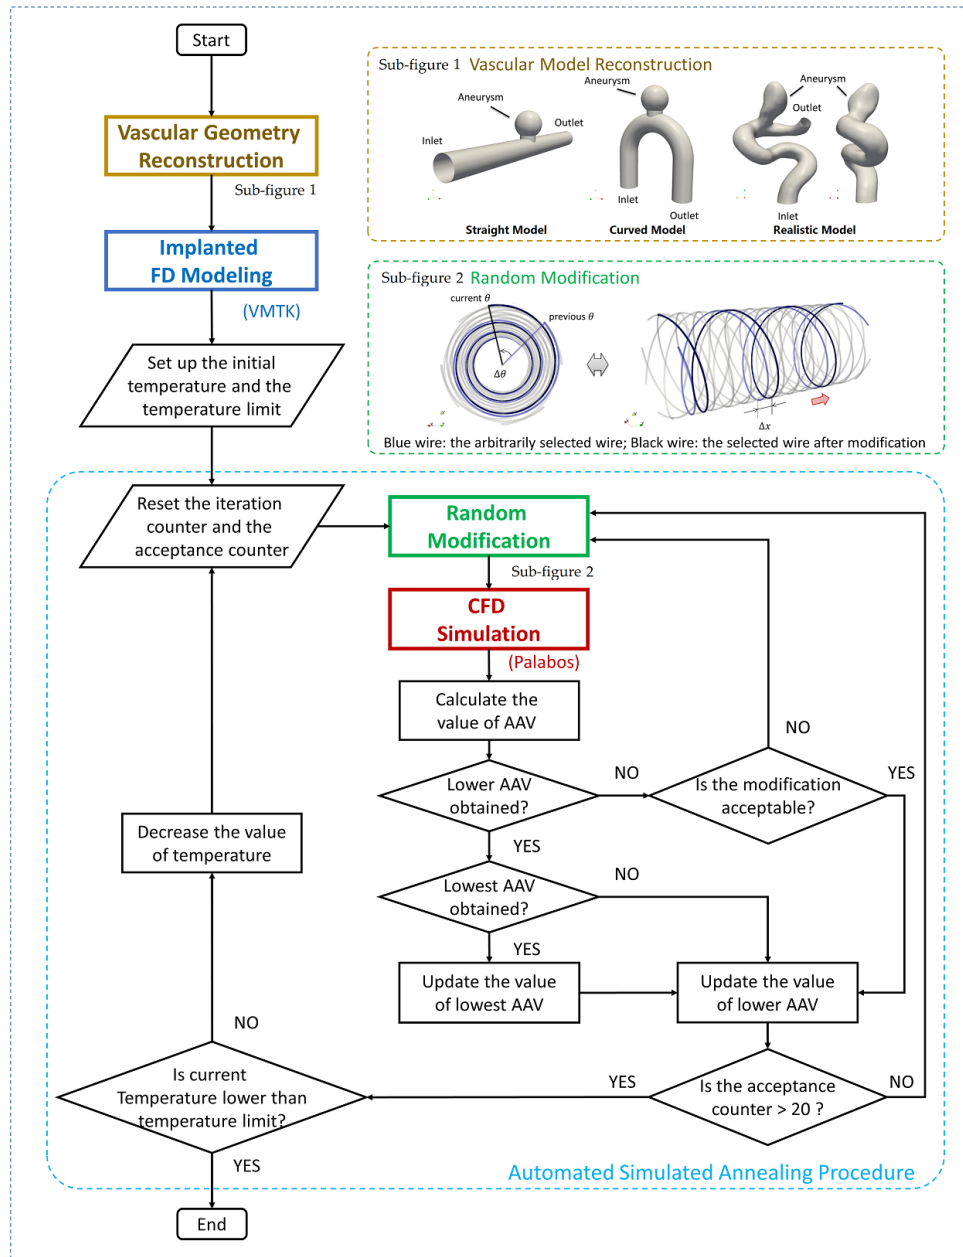 Start
Vascular Geometry
Reconstruction
Sub-figure 1
Implanted
FD Modeling
(VMTK)
Set up the initial
temperature and the
temperature limit
Sub-figure 1 Vascular Model Reconstruction
Aneurysm
Inlet
Outlet
Straight Model
Aneurysm
Inlet
Outlet
Curved Model
Aneurysm
Outlet
Inlet
Realistic Model
Sub-figure 2 Random Modification
current θ
previous θ
Δθ
Δx
Blue wire: the arbitrarily selected wire; Black wire: the selected wire after modification
Reset the iteration
counter and the
acceptance counter
Random
Modification
Sub-figure 2
CFD
Simulation
(Palabos)
Calculate the
value of AAV
Lower AAV
obtained?
NO
YES
Is the modification
acceptable?
NO
YES
Lowest AAV
obtained?
NO
YES
Update the value
of lowest AAV
Update the value
of lower AAV
Is the acceptance
counter > 20 ?
NO
YES
Is current
Temperature lower than
temperature limit?
NO
YES
Decrease the value
of temperature
Automated Simulated Annealing Procedure
End